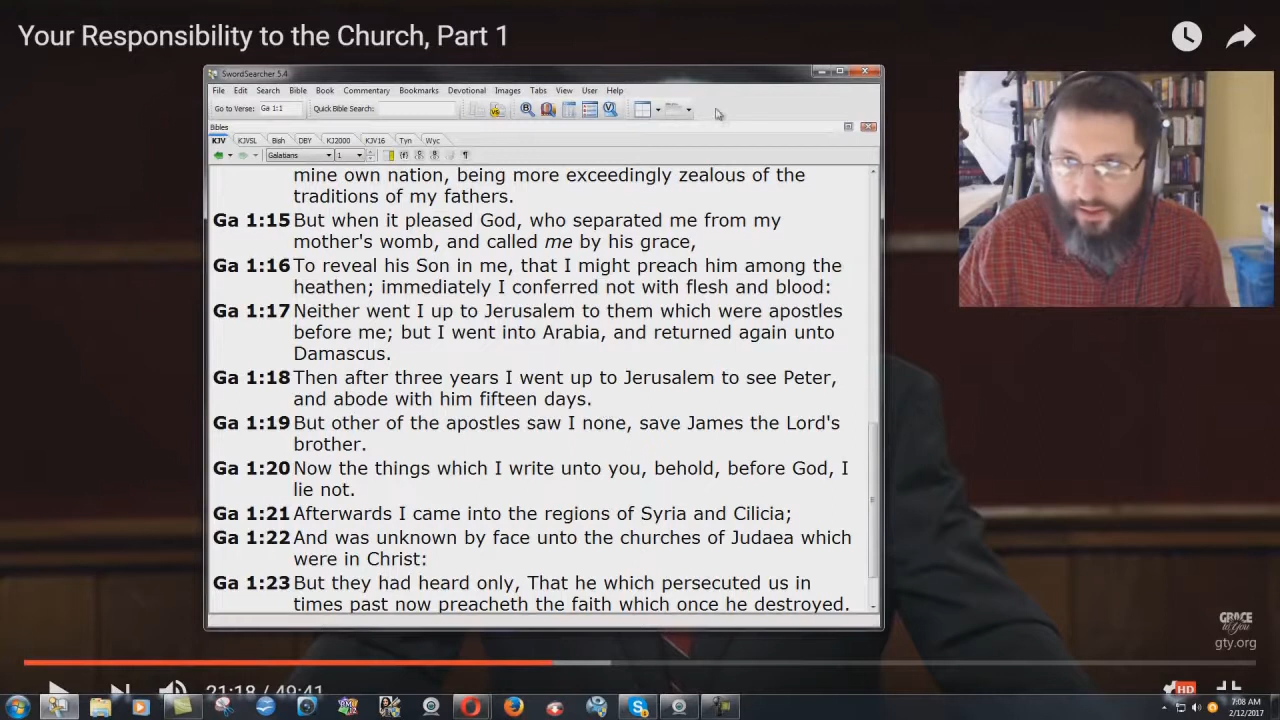 Your Responsibility to the Church, Part 1
SwordSearcher 5.4
File Edit Search Bible Book Commentary Bookmarks Devotional Images Tabs View User Help
Go to Verse: Ga 1:1 Quick Bible Search:
Bibles
KJV KJVSL Bish DBY KJ2000 KJV16 Tyn Wyc
Galatians 1
mine own nation, being more exceedingly zealous of the
traditions of my fathers.
Ga 1:15 But when it pleased God, who separated me from my
mother's womb, and called me by his grace,
Ga 1:16 To reveal his Son in me, that I might preach him among the
heathen; immediately I conferred not with flesh and blood:
Ga 1:17 Neither went I up to Jerusalem to them which were apostles
before me; but I went into Arabia, and returned again unto
Damascus.
Ga 1:18 Then after three years I went up to Jerusalem to see Peter,
and abode with him fifteen days.
Ga 1:19 But other of the apostles saw I none, save James the Lord's
brother.
Ga 1:20 Now the things which I write unto you, behold, before God, I
lie not.
Ga 1:21 Afterwards I came into the regions of Syria and Cilicia;
Ga 1:22 And was unknown by face unto the churches of Judaea which
were in Christ:
Ga 1:23 But they had heard only, That he which persecuted us in
times past now preacheth the faith which once he destroyed.
GRACE
to You
gty.org
21:18 / 49:41
HD
7:08 AM
2/12/2017